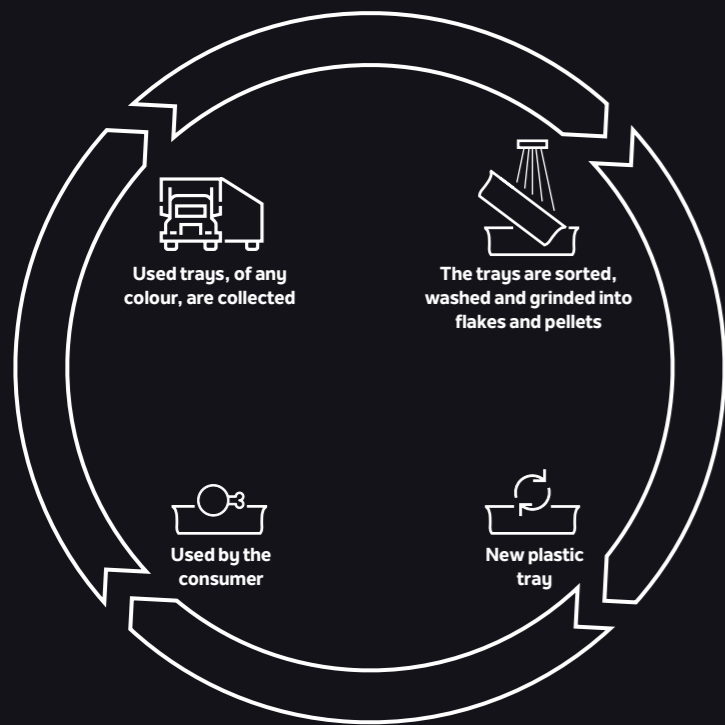 Used trays, of any
colour, are collected
The trays are sorted,
washed and grinded into
flakes and pellets
Used by the
consumer
New plastic
tray